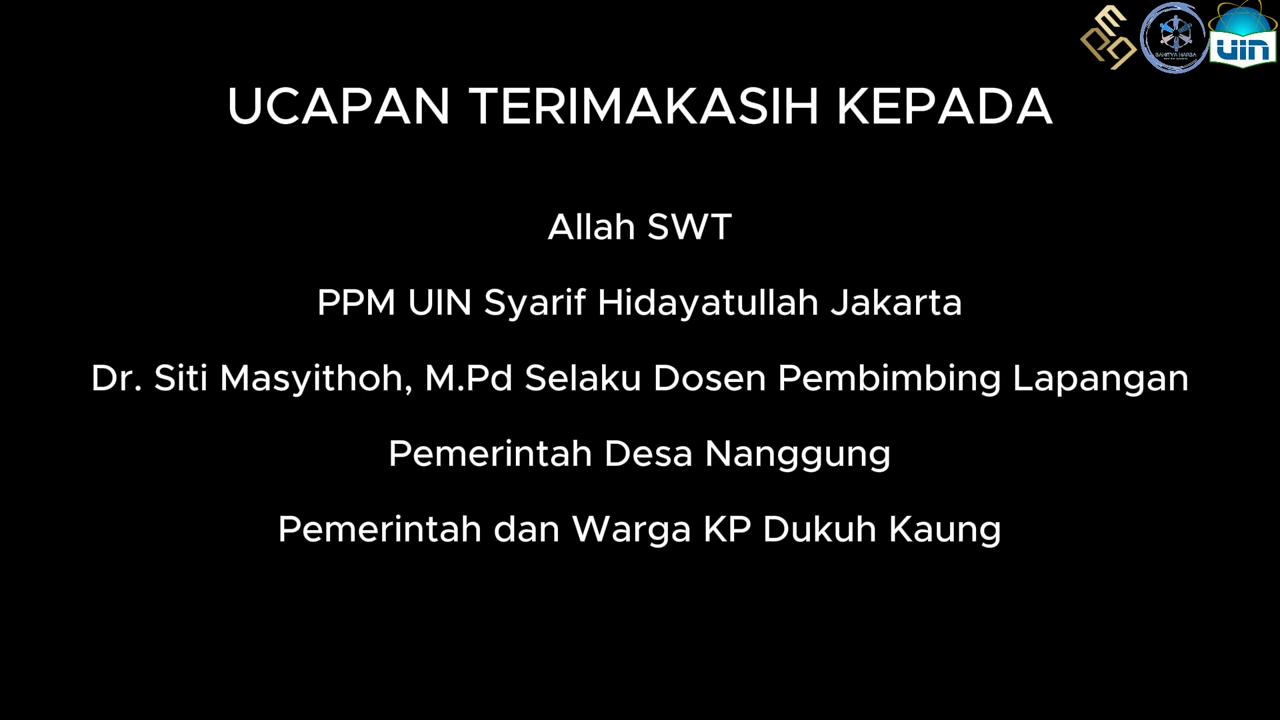 UCAPAN TERIMAKASIH KEPADA
Allah SWT
PPM UIN Syarif Hidayatullah Jakarta
Dr. Siti Masyithoh, M.Pd Selaku Dosen Pembimbing Lapangan
Pemerintah Desa Nanggung
Pemerintah dan Warga KP Dukuh Kaung
UIN